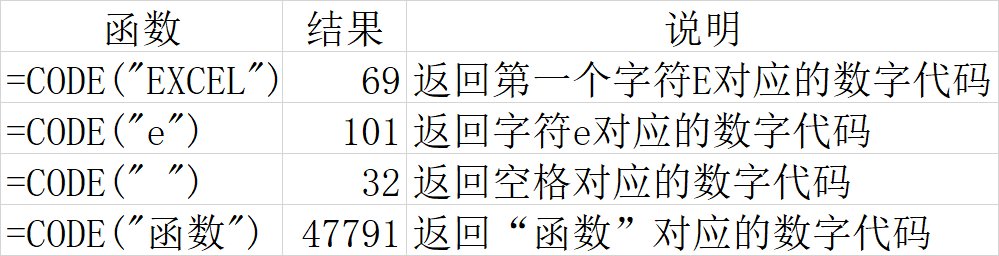 函数 结果 说明
=CODE("EXCEL") 69 返回第一个字符E对应的数字代码
=CODE("e") 101 返回字符e对应的数字代码
=CODE(" ") 32 返回空格对应的数字代码
=CODE("函数") 47791 返回“函数”对应的数字代码